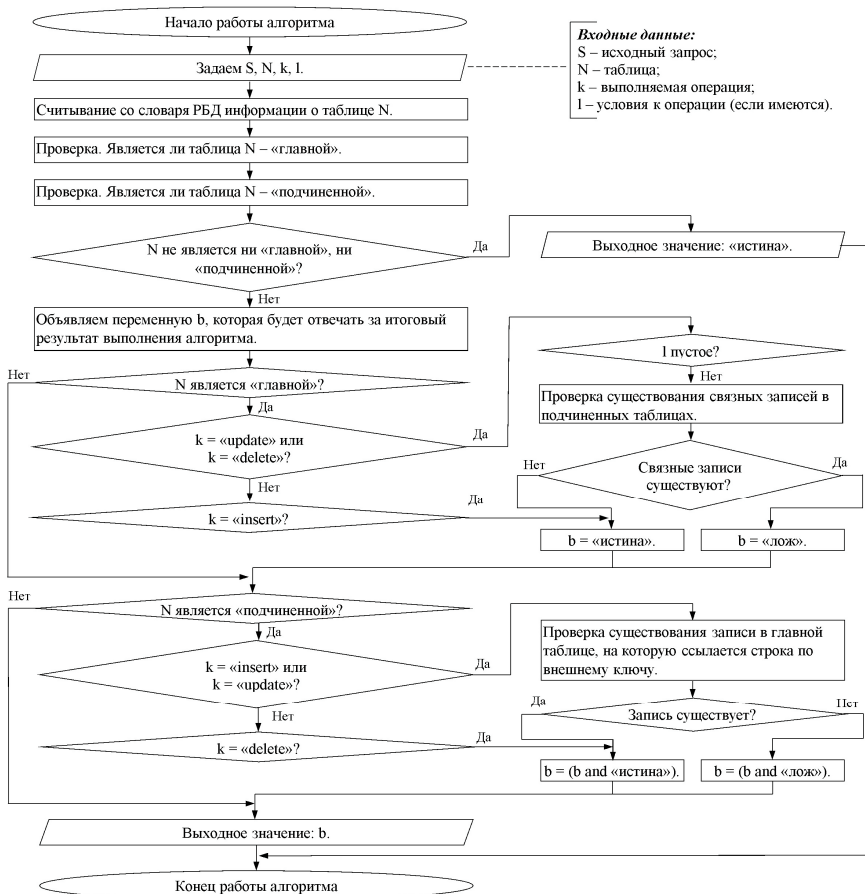 Начало работы алгоритма
Задаем S, N, k, l.
Входные данные:
S – исходный запрос;
N – таблица;
k – выполняемая операция;
l – условия к операции (если имеются).
Считывание со словаря РБД информации о таблице N.
Проверка. Является ли таблица N – «главной».
Проверка. Является ли таблица N – «подчиненной».
N не является ни «главной», ни
«подчиненной»?
Да
Выходное значение: «истина».
Нет
Объявляем переменную b, которая будет отвечать за итоговый
результат выполнения алгоритма.
l пустое?
Нет
Нет
N является «главной»?
Да
Проверка существования связных записей в
подчиненных таблицах.
k = «update» или
k = «delete»?
Да
Нет
Связные записи
существуют?
Нет
Да
k = «insert»?
Да
b = «истина».
b = «лож».
Нет
N является «подчиненной»?
Да
Проверка существования записи в главной
таблице, на которую ссылается строка по
внешнему ключу.
k = «insert» или
k = «update»?
Да
Нет
Да
Запись существует?
Нет
k = «delete»?
Да
b = (b and «истина»).
b = (b and «лож»).
Выходное значение: b.
Конец работы алгоритма